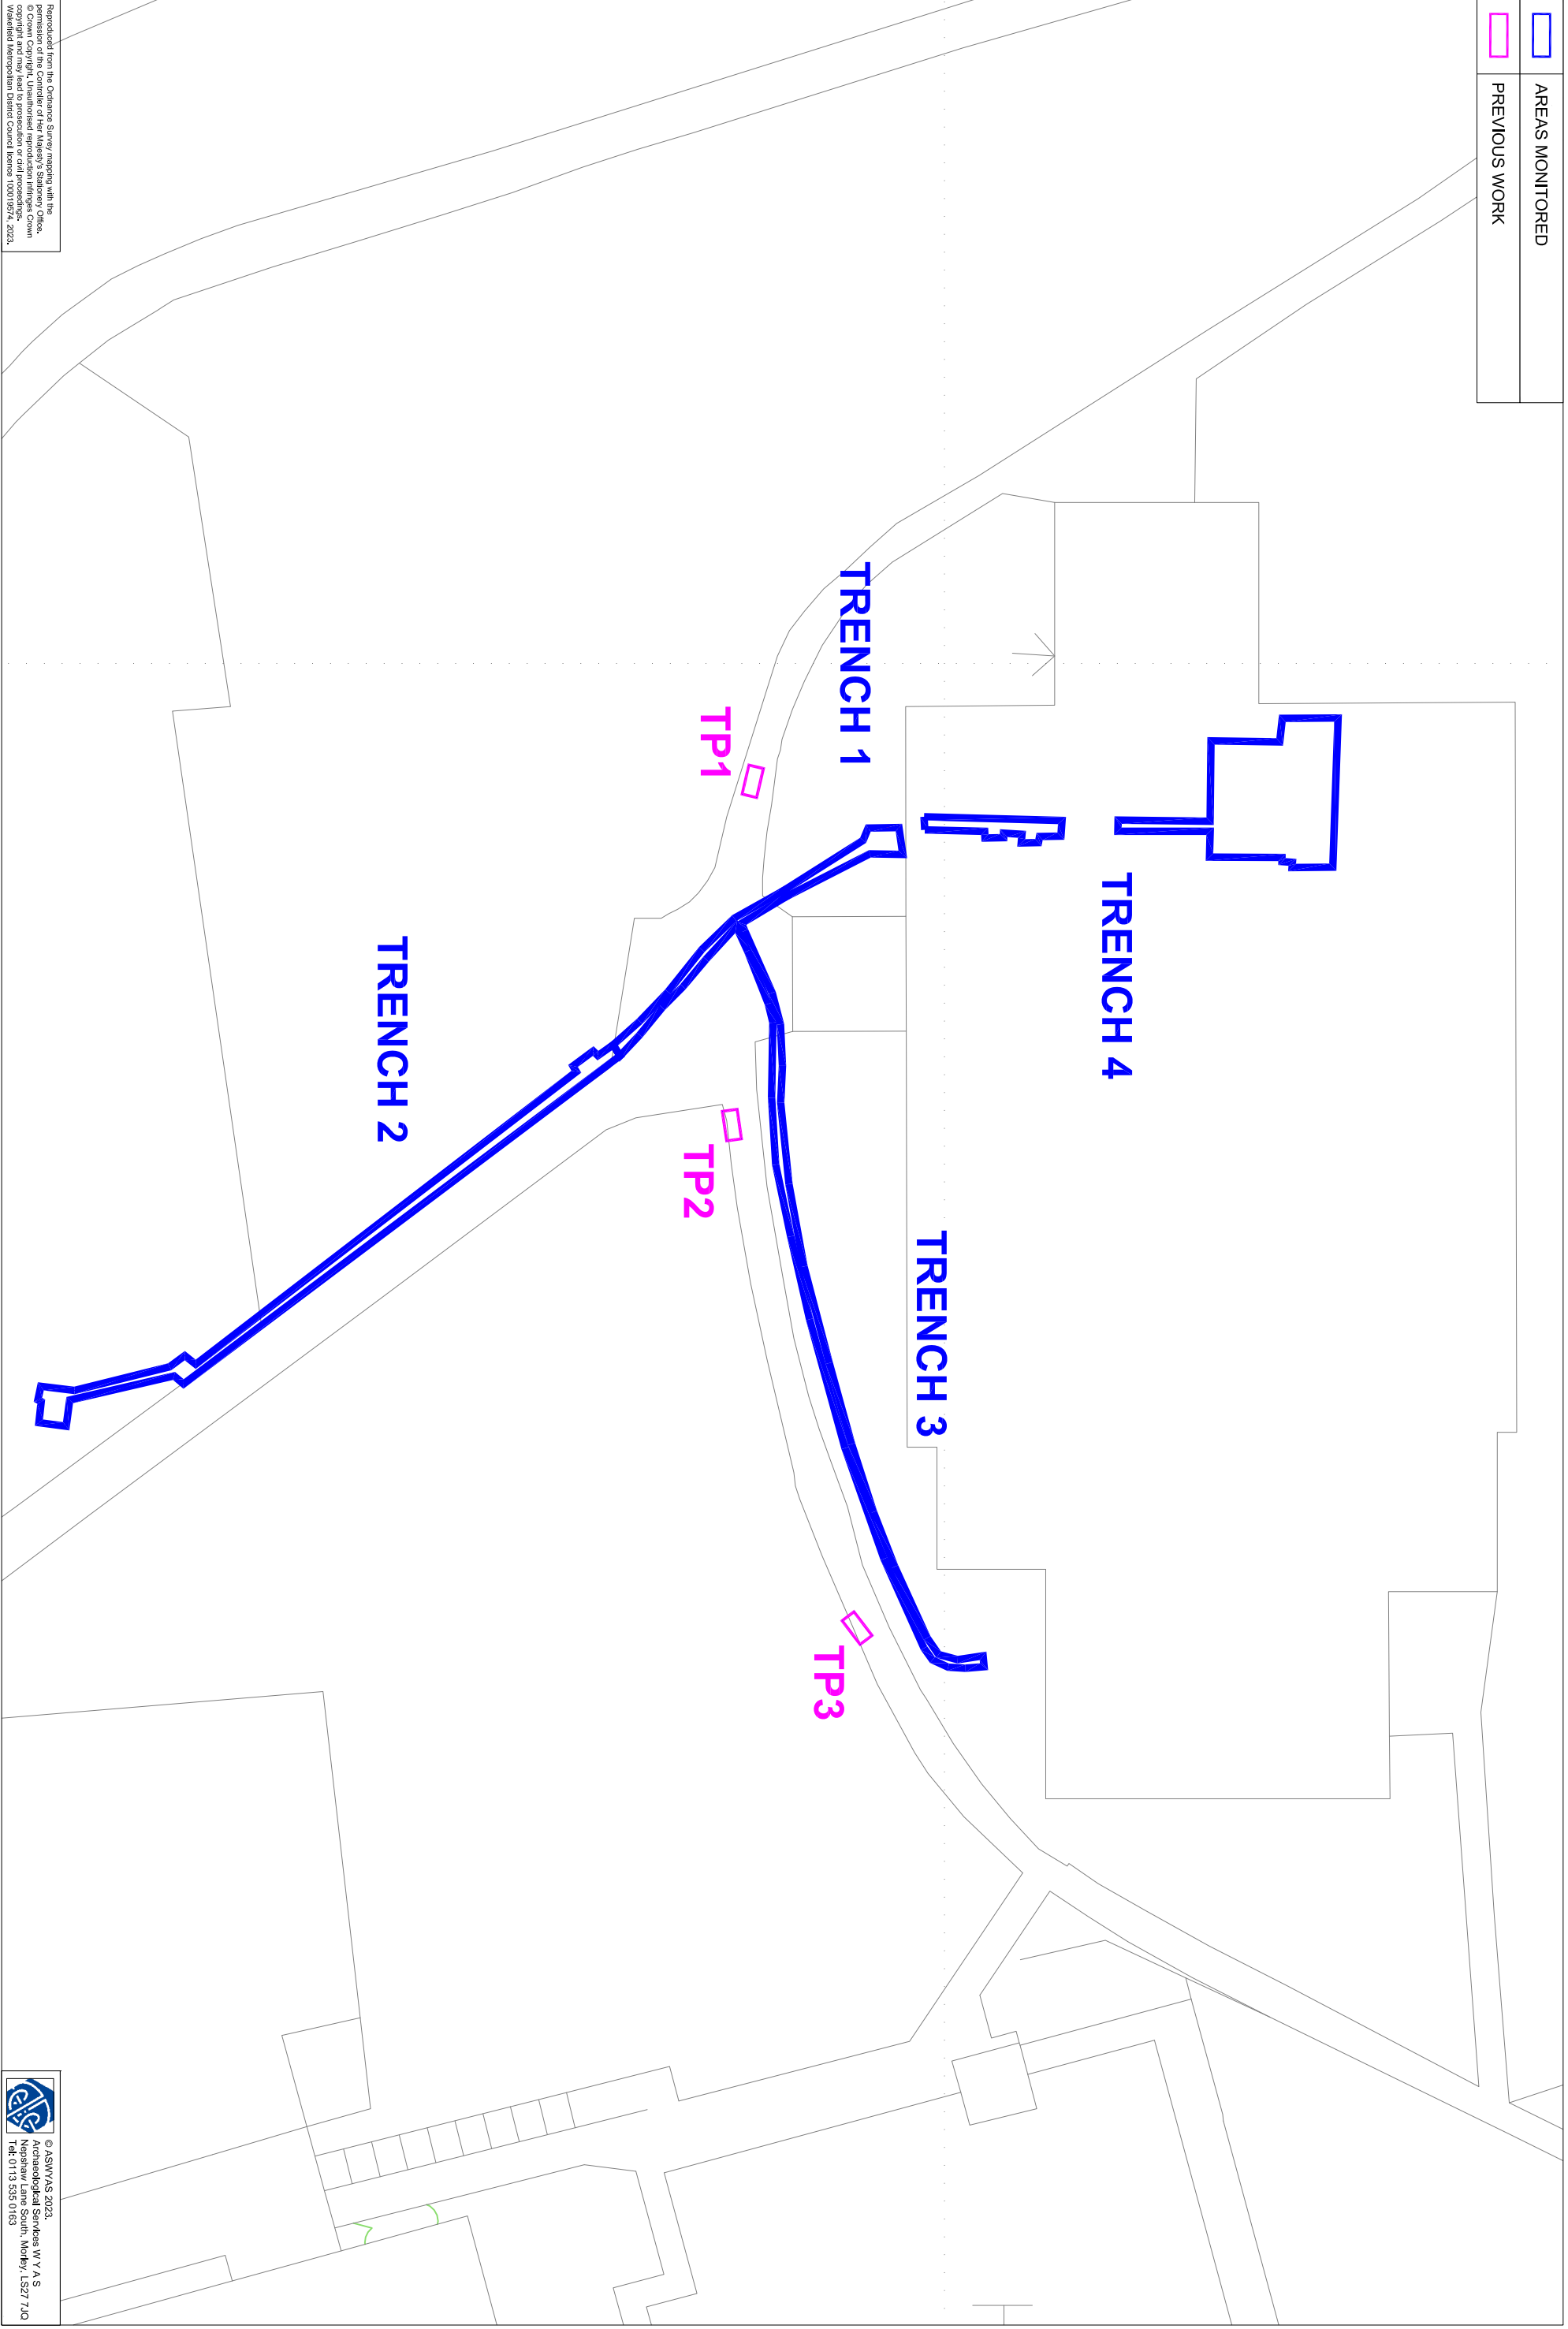 AREAS MONITORED
PREVIOUS WORK
TRENCH 4
TRENCH 3
TRENCH 1
TP3
TP1
TP2
TRENCH 2
Reproduced from the Ordnance Survey mapping with the
permission of the Controller of Her Majesty's Stationery Office.
© Crown Copyright. Unauthorised reproduction infringes Crown
copyright and may lead to prosecution or civil proceedings.
Wakefield Metropolitan District Council licence 100019574, 2023.
© ASWYAS 2023.
Archaeological Services W Y A S
Nepshaw Lane South, Morley, LS27 7JQ
Tel: 0113 535 0163